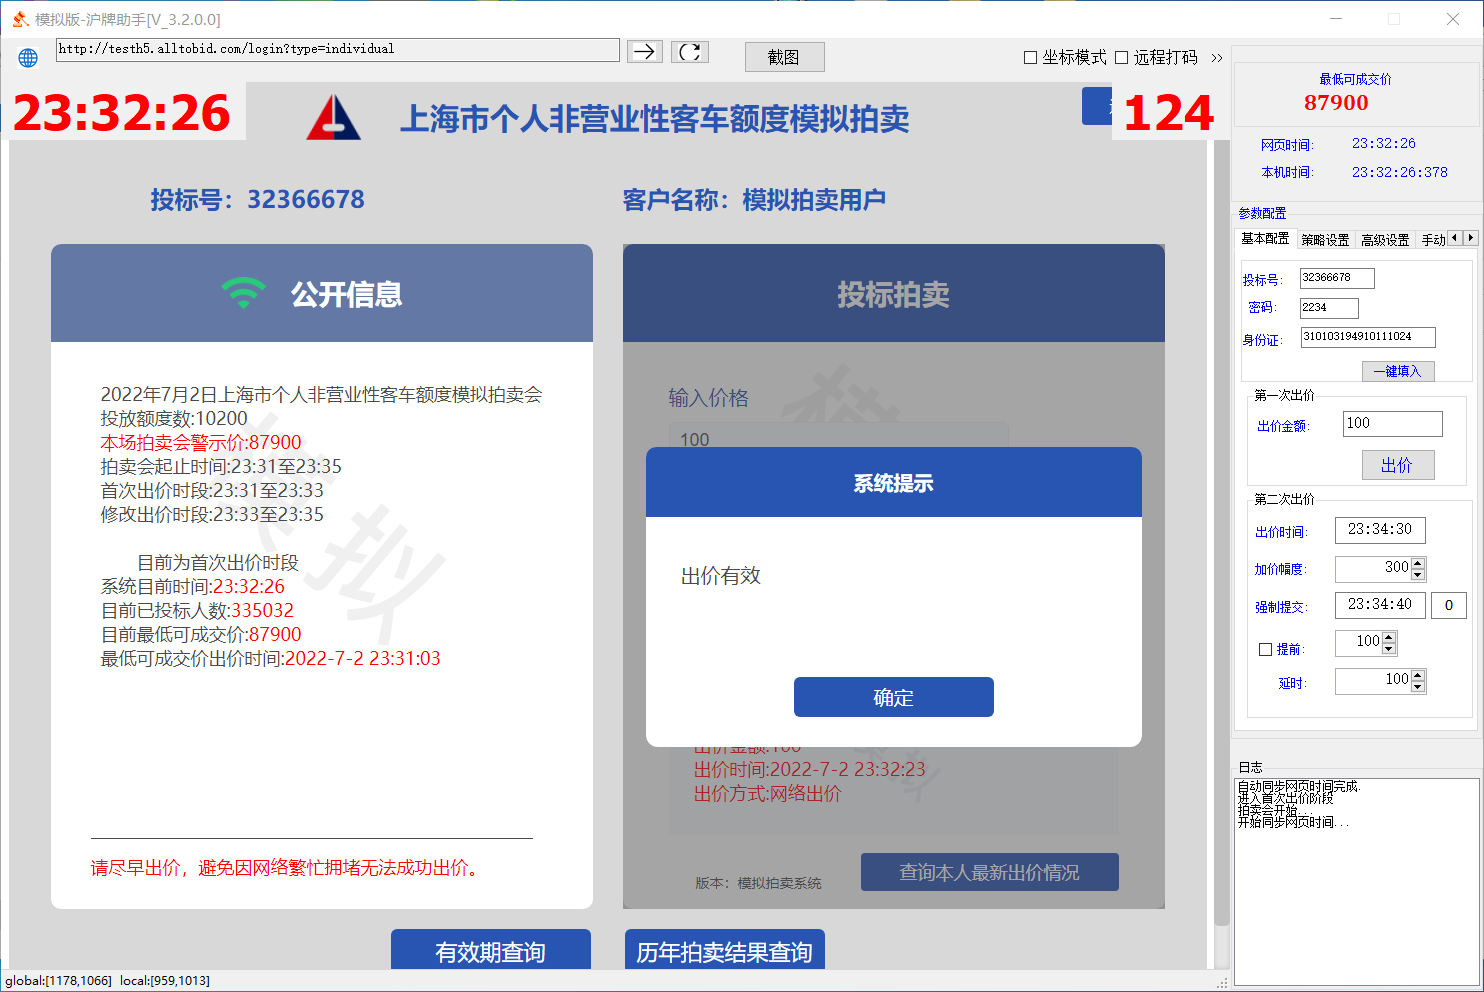 模拟版-沪牌助手[V_3.2.0.0]
http://testh5.alltobid.com/login?type=individual
截图
坐标模式
远程打码
>>
23:32:26
上海市个人非营业性客车额度模拟拍卖
124
投标号：32366678
客户名称：模拟拍卖用户
公开信息
2022年7月2日上海市个人非营业性客车额度模拟拍卖会
投放额度数:10200
本场拍卖会警示价:87900
拍卖会起止时间:23:31至23:35
首次出价时段:23:31至23:33
修改出价时段:23:33至23:35
目前为首次出价时段
系统目前时间:23:32:26
目前已投标人数:335032
目前最低可成交价:87900
最低可成交价出价时间:2022-7-2 23:31:03
模拟
请尽早出价，避免因网络繁忙拥堵无法成功出价。
投标拍卖
输入价格
100
系统提示
出价有效
确定
出价金额:100
出价时间:2022-7-2 23:32:23
出价方式:网络出价
版本：模拟拍卖系统
查询本人最新出价情况
有效期查询
历年拍卖结果查询
global:[1178,1066] local:[959,1013]
最低可成交价
87900
网页时间:
23:32:26
本机时间:
23:32:26:378
参数配置
基本配置
策略设置
高级设置
手动
投标号:
32366678
密码:
2234
身份证:
310103194910111024
一键填入
第一次出价
出价金额:
100
出价
第二次出价
出价时间:
23:34:30
加价幅度:
300
强制提交:
23:34:40
0
提前:
100
延时:
100
日志
自动同步网页时间完成.
进入首次出价阶段
拍卖会开始...
开始同步网页时间...